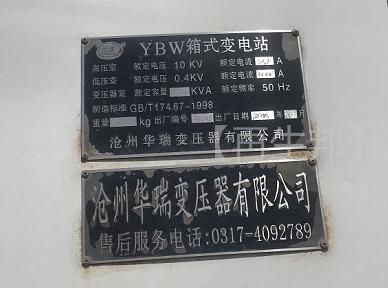 YBW箱式变电站
高压室 额定电压 10 KV 额定电流 A
低压室 额定电压 0.4KV 额定电流 A
变压器室 额定容量 KVA 额定频率 50 Hz
制造标准 GB/T17467-1998
重量 kg 出厂编号 出厂日期
沧州华瑞变压器有限公司
沧州华瑞变压器有限公司
售后服务电话:0317-4092789